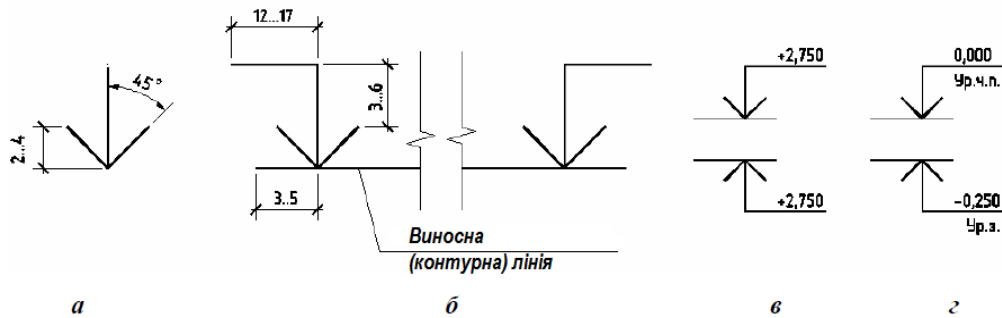 12...17
45°
2...4
3...6
3..5
Виносна
(контурна) лінія
+2,750
+2,750
0,000
Ур.ч.п.
-0,250
Ур.з.
а
б
в
г